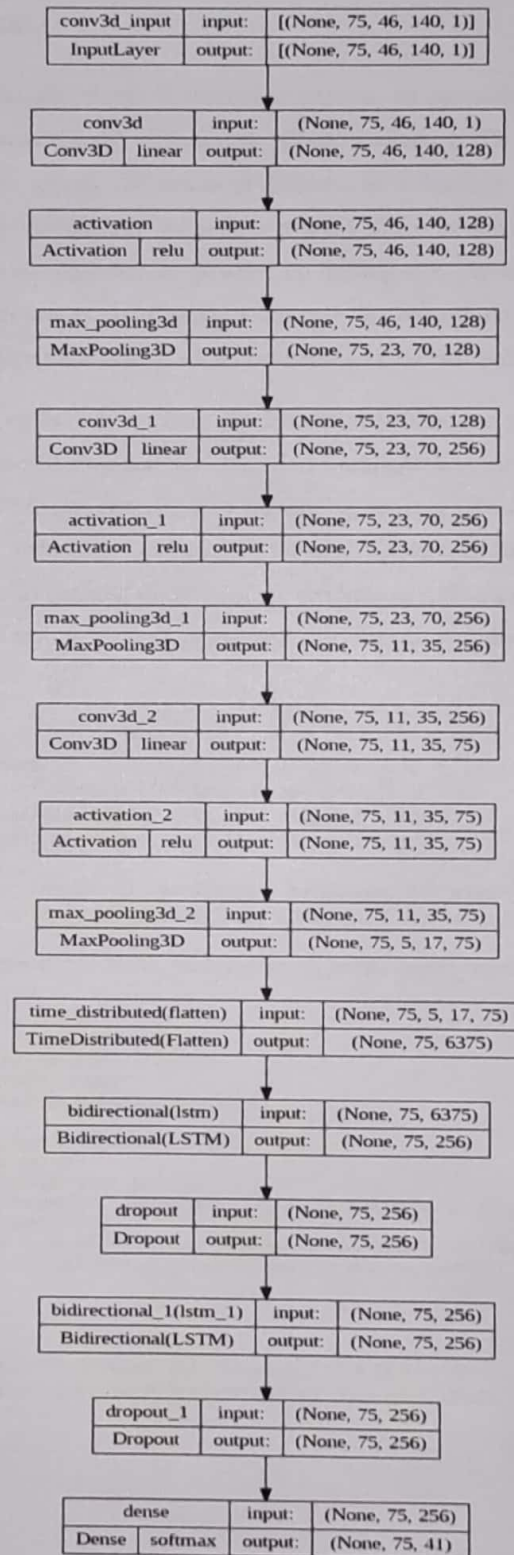 conv3d_input input: [(None, 75, 46, 140, 1)]
InputLayer output: [(None, 75, 46, 140, 1)]
conv3d input: (None, 75, 46, 140, 1)
Conv3D linear output: (None, 75, 46, 140, 128)
activation input: (None, 75, 46, 140, 128)
Activation relu output: (None, 75, 46, 140, 128)
max_pooling3d input: (None, 75, 46, 140, 128)
MaxPooling3D output: (None, 75, 23, 70, 128)
conv3d_1 input: (None, 75, 23, 70, 128)
Conv3D linear output: (None, 75, 23, 70, 256)
activation_1 input: (None, 75, 23, 70, 256)
Activation relu output: (None, 75, 23, 70, 256)
max_pooling3d_1 input: (None, 75, 23, 70, 256)
MaxPooling3D output: (None, 75, 11, 35, 256)
conv3d_2 input: (None, 75, 11, 35, 256)
Conv3D linear output: (None, 75, 11, 35, 75)
activation_2 input: (None, 75, 11, 35, 75)
Activation relu output: (None, 75, 11, 35, 75)
max_pooling3d_2 input: (None, 75, 11, 35, 75)
MaxPooling3D output: (None, 75, 5, 17, 75)
time_distributed(flatten) input: (None, 75, 5, 17, 75)
TimeDistributed(Flatten) output: (None, 75, 6375)
bidirectional(lstm) input: (None, 75, 6375)
Bidirectional(LSTM) output: (None, 75, 256)
dropout input: (None, 75, 256)
Dropout output: (None, 75, 256)
bidirectional_1(lstm_1) input: (None, 75, 256)
Bidirectional(LSTM) output: (None, 75, 256)
dropout_1 input: (None, 75, 256)
Dropout output: (None, 75, 256)
dense input: (None, 75, 256)
Dense softmax output: (None, 75, 41)